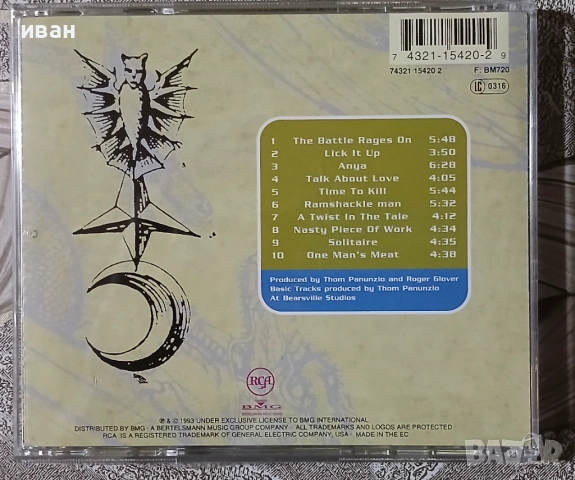 иван
7 4321-15420-2 9
74321 15420 2 F: BM720
LC 0316
1 The Battle Rages On 5:48
2 Lick It Up 3:50
3 Anya 6:28
4 Talk About Love 4:05
5 Time To Kill 5:44
6 Ramshackle man 5:32
7 A Twist In The Tale 4:12
8 Nasty Piece Of Work 4:34
9 Solitaire 4:35
10 One Man's Meat 4:38
Produced by Thom Panunzio and Roger Glover
Basic Tracks produced by Thom Panunzio
At Bearsville Studios
RCA
BMG
℗ & © 1993 UNDER EXCLUSIVE LICENSE TO BMG INTERNATIONAL.
DISTRIBUTED BY BMG - A BERTELSMANN MUSIC GROUP COMPANY - ALL TRADEMARKS AND LOGOS ARE PROTECTED
RCA IS A REGISTERED TRADEMARK OF GENERAL ELECTRIC COMPANY, USA - MADE IN THE EC
BAZAR